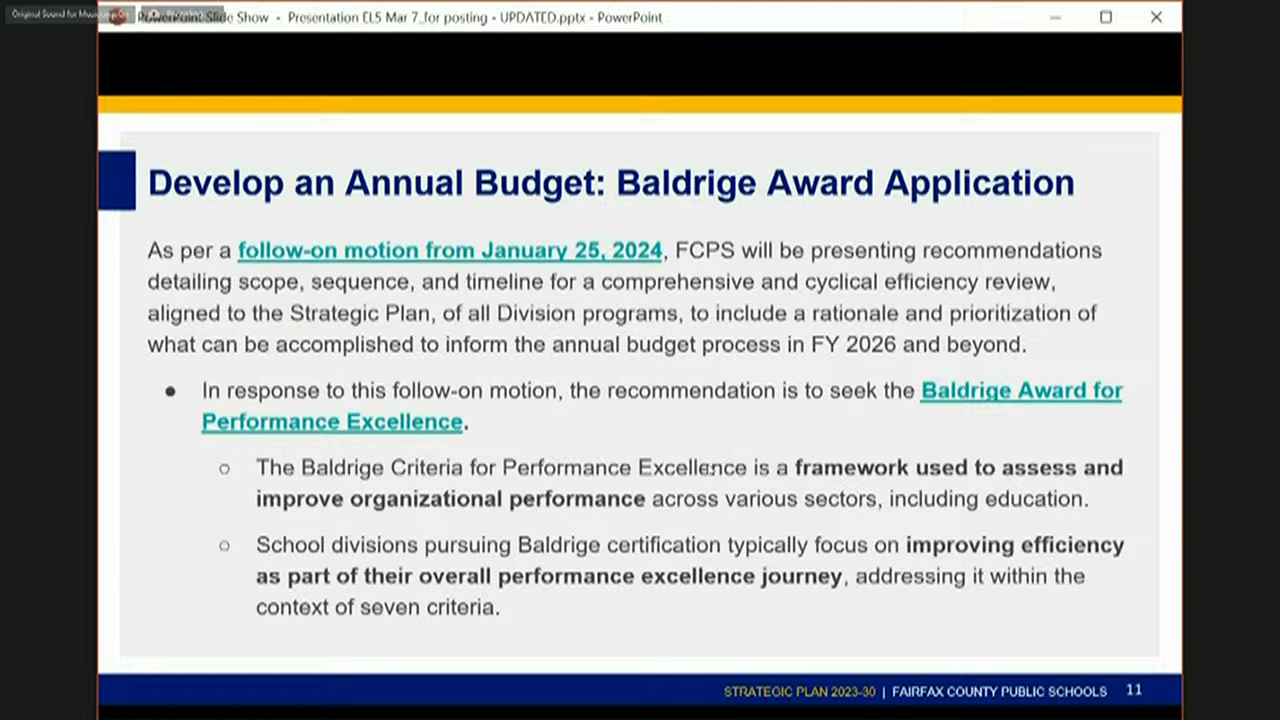 Original Sound for Musicians: On
Recording
PowerPoint Slide Show - Presentation EL5 Mar 7_for posting - UPDATED.pptx - PowerPoint
Develop an Annual Budget: Baldrige Award Application
As per a follow-on motion from January 25, 2024, FCPS will be presenting recommendations
detailing scope, sequence, and timeline for a comprehensive and cyclical efficiency review,
aligned to the Strategic Plan, of all Division programs, to include a rationale and prioritization of
what can be accomplished to inform the annual budget process in FY 2026 and beyond.
● In response to this follow-on motion, the recommendation is to seek the Baldrige Award for
Performance Excellence.
○ The Baldrige Criteria for Performance Excellence is a framework used to assess and
improve organizational performance across various sectors, including education.
○ School divisions pursuing Baldrige certification typically focus on improving efficiency
as part of their overall performance excellence journey, addressing it within the
context of seven criteria.
STRATEGIC PLAN 2023-30 | FAIRFAX COUNTY PUBLIC SCHOOLS 11